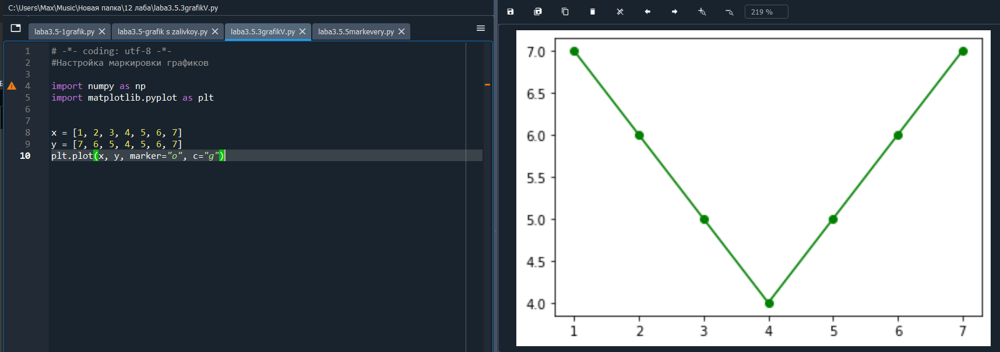 C:\Users\Max\Music\Новая папка\12 лаба\laba3.5.3grafikV.py
laba3.5-1grafik.py
laba3.5-grafik s zalivkoy.py
laba3.5.3grafikV.py
laba3.5.5markevery.py
1 # -*- coding: utf-8 -*-
2 #Настройка маркировки графиков
3
4 import numpy as np
5 import matplotlib.pyplot as plt
6
7
8 x = [1, 2, 3, 4, 5, 6, 7]
9 y = [7, 6, 5, 4, 5, 6, 7]
10 plt.plot(x, y, marker="o", c="g")
219 %
7.0
6.5
6.0
5.5
5.0
4.5
4.0
1 2 3 4 5 6 7